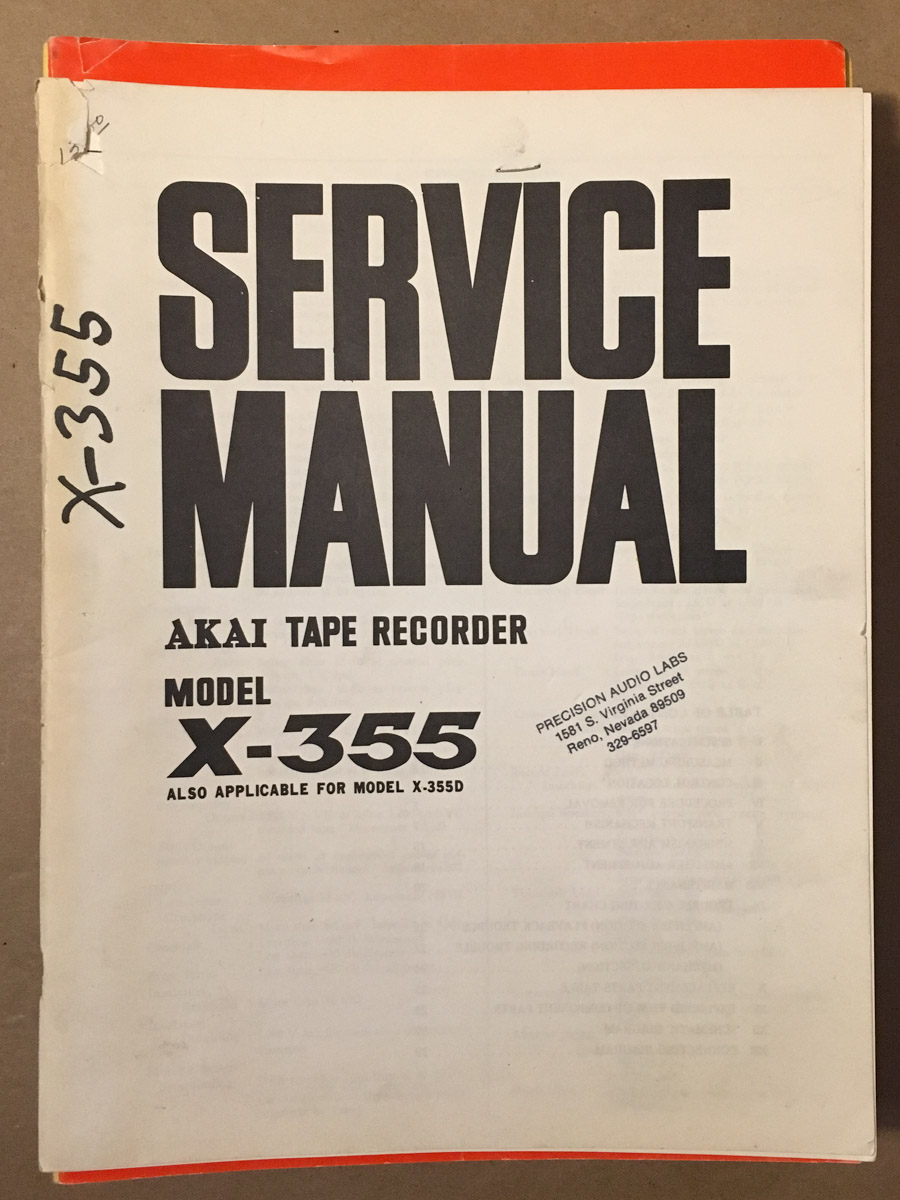 SERVICE
MANUAL
AKAI TAPE RECORDER
MODEL
X-355
ALSO APPLICABLE FOR MODEL X-355D
PRECISION AUDIO LABS
1581 S. Virginia Street
Reno, Nevada 89509
329-6597
X-355